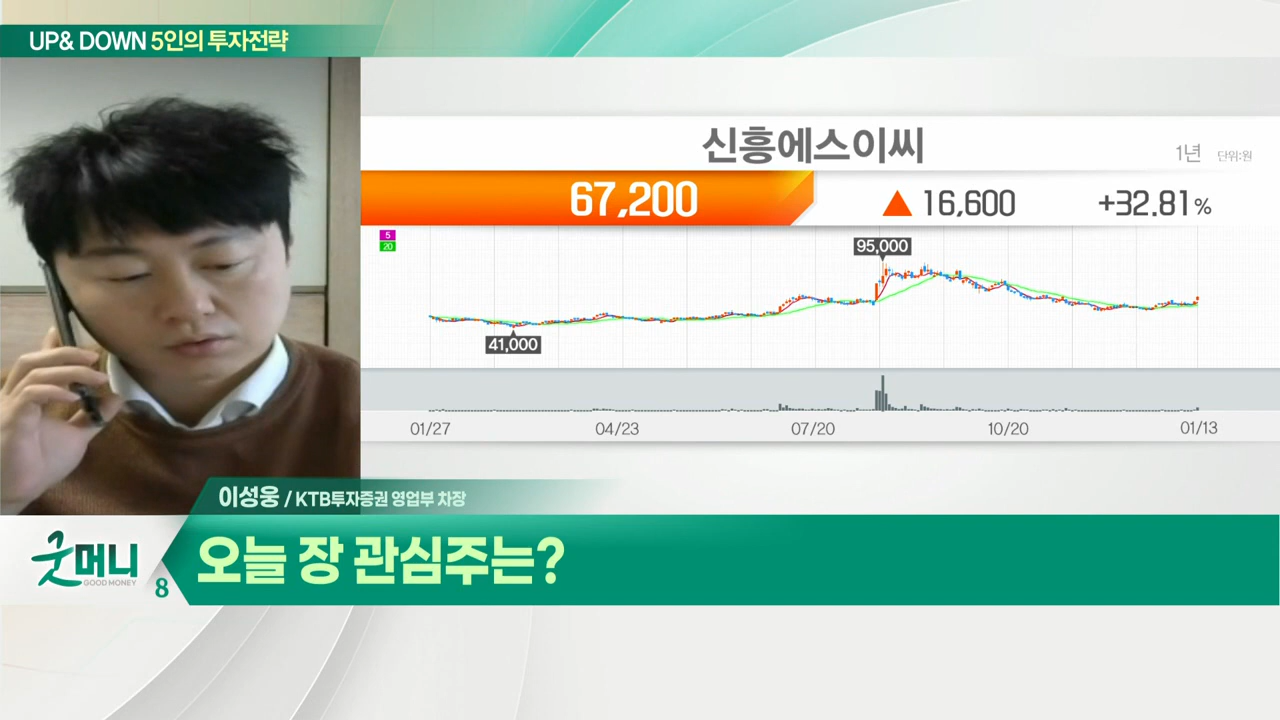 UP& DOWN 5인의 투자전략
신흥에스이씨
1년 단위:원
67,200 ▲ 16,600 +32.81%
5
20
95,000
41,000
01/27 04/23 07/20 10/20 01/13
이성웅 / KTB투자증권 영업부 차장
굿머니
GOOD MONEY
8
오늘 장 관심주는?